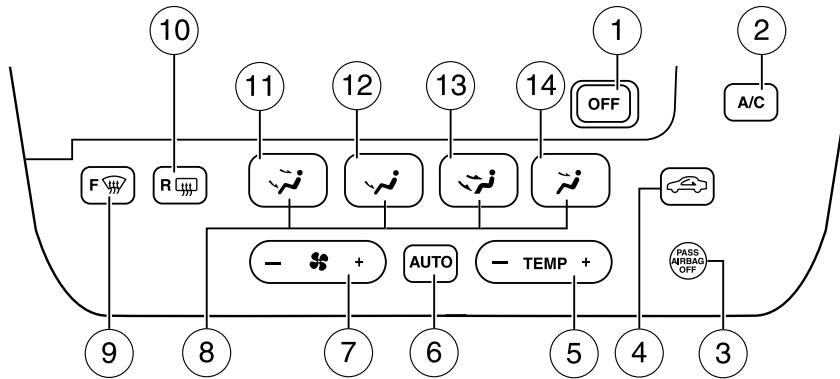 10
1
2
11
12
13
14
OFF
A/C
F
R
PASS
AIRBAG
OFF
− +
AUTO
− TEMP +
9
8
7
6
5
4
3